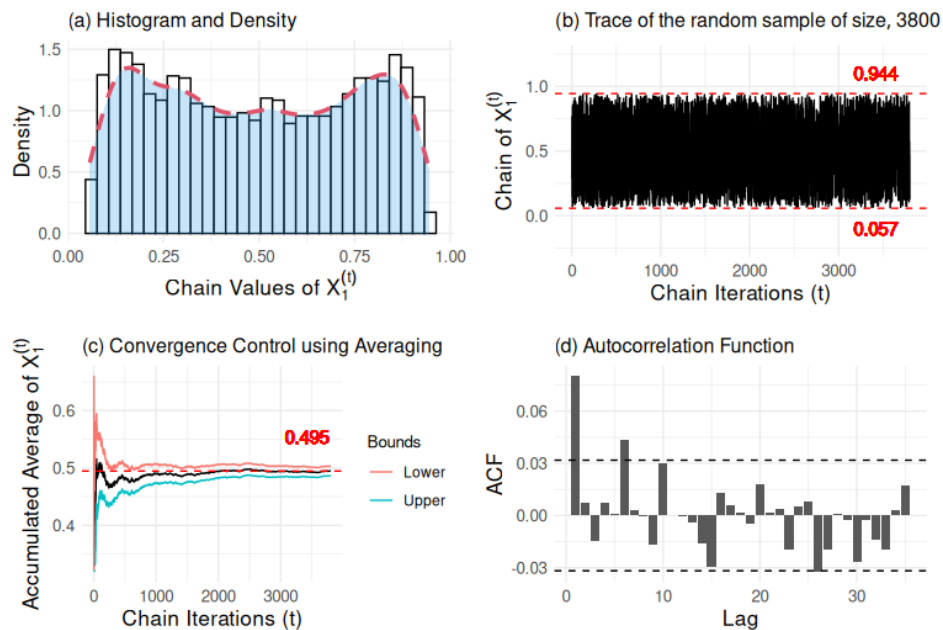 (a) Histogram and Density
Density
1.5
1.0
0.5
0.0
0.00 0.25 0.50 0.75 1.00
Chain Values of X₁⁽ᵗ⁾
(b) Trace of the random sample of size, 3800
Chain of X₁⁽ᵗ⁾
0.944
1.0
0.5
0.0
0.057
0 1000 2000 3000
Chain Iterations (t)
(c) Convergence Control using Averaging
Accumulated Average of X₁⁽ᵗ⁾
0.6
0.5
0.4
0.495
0 1000 2000 3000
Chain Iterations (t)
Bounds
Lower
Upper
(d) Autocorrelation Function
ACF
0.06
0.03
0.00
-0.03
0 10 20 30
Lag